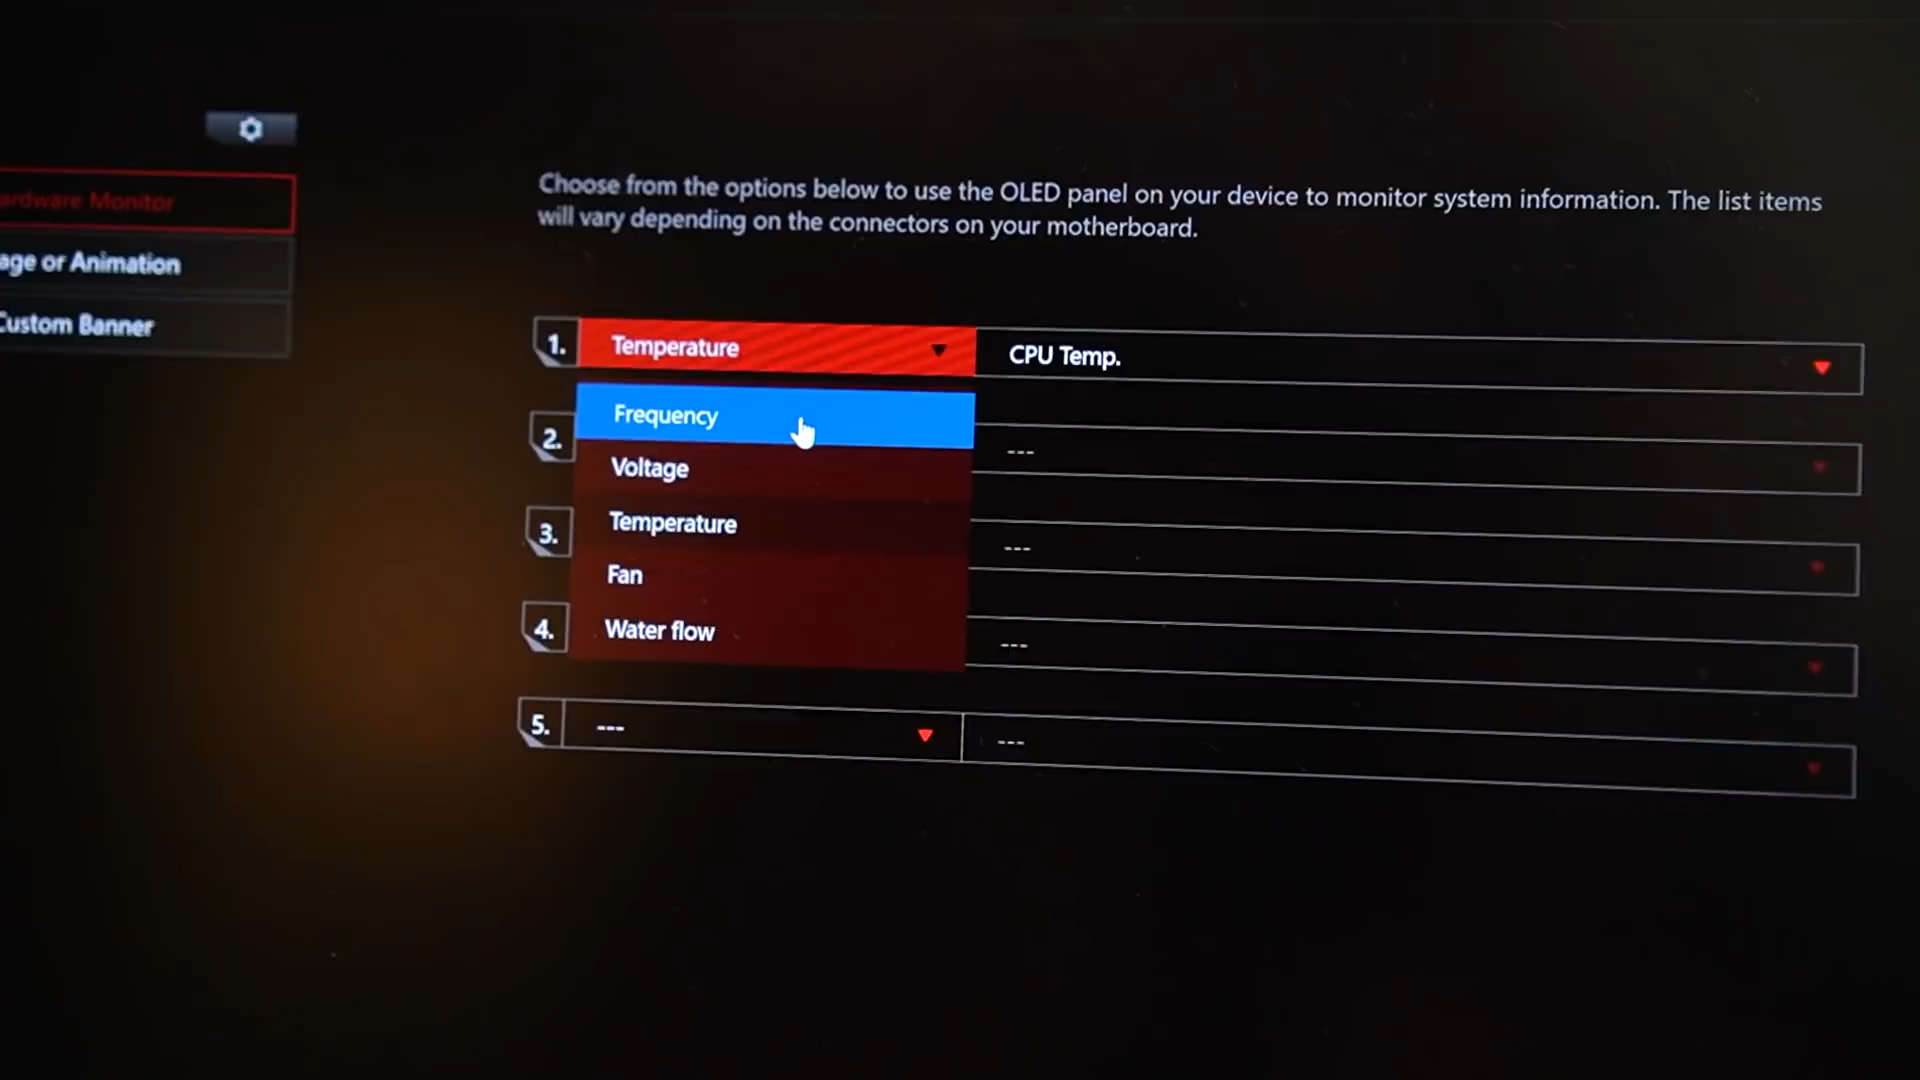 ardware Monitor
age or Animation
Custom Banner
Choose from the options below to use the OLED panel on your device to monitor system information. The list items
will vary depending on the connectors on your motherboard.
1. Temperature CPU Temp.
Frequency
2. ---
Voltage
Temperature
3. ---
Fan
4. Water flow ---
5. --- ---